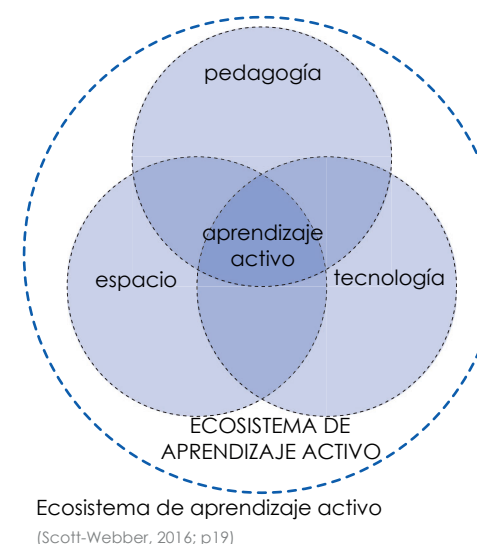 pedagogía
aprendizaje
activo
espacio
tecnología
ECOSISTEMA DE
APRENDIZAJE ACTIVO
Ecosistema de aprendizaje activo
(Scott-Webber, 2016; p19)